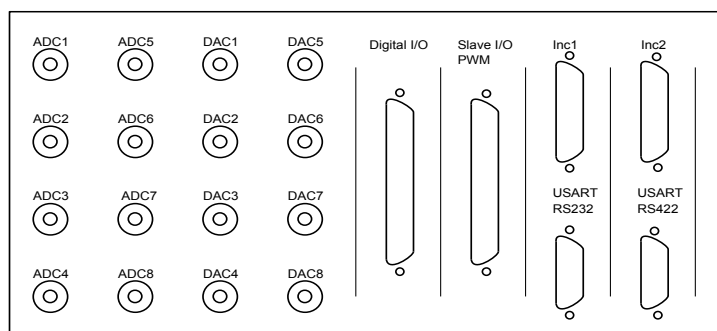 ADC1 ADC5 DAC1 DAC5 Digital I/O Slave I/O Inc1 Inc2
PWM
ADC2 ADC6 DAC2 DAC6
ADC3 ADC7 DAC3 DAC7 USART USART
RS232 RS422
ADC4 ADC8 DAC4 DAC8